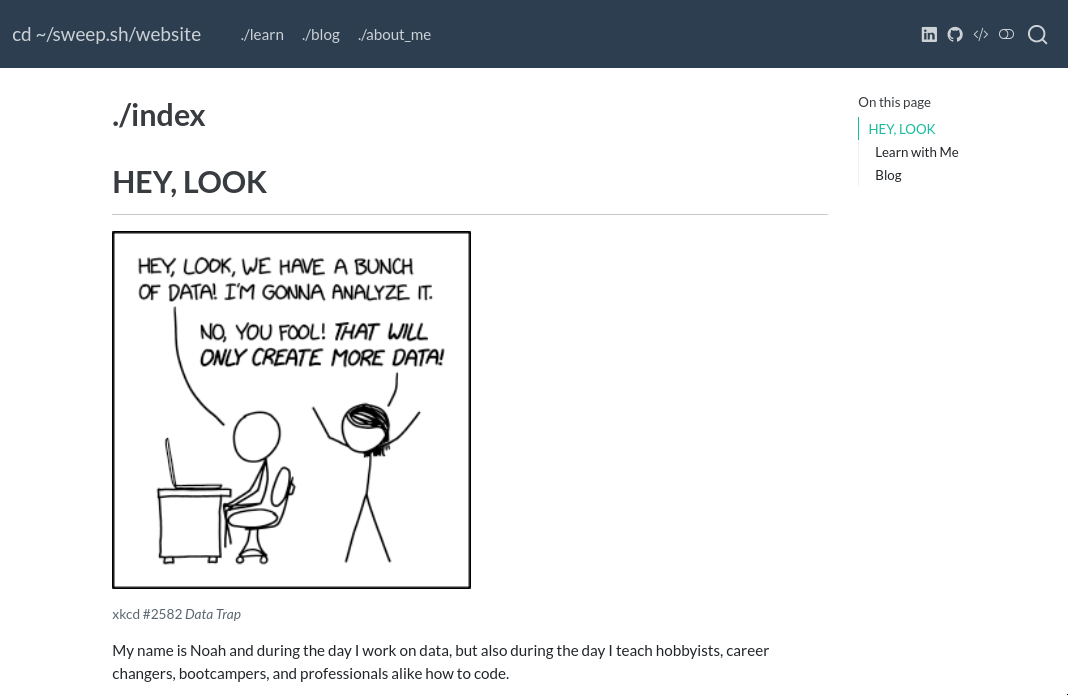 cd ~/sweep.sh/website ./learn ./blog ./about_me
./index
HEY, LOOK
HEY, LOOK, WE HAVE A BUNCH
OF DATA! I'M GONNA ANALYZE IT.
NO, YOU FOOL! THAT WILL
ONLY CREATE MORE DATA!
xkcd #2582 Data Trap
My name is Noah and during the day I work on data, but also during the day I teach hobbyists, career
changers, bootcampers, and professionals alike how to code.
On this page
HEY, LOOK
Learn with Me
Blog